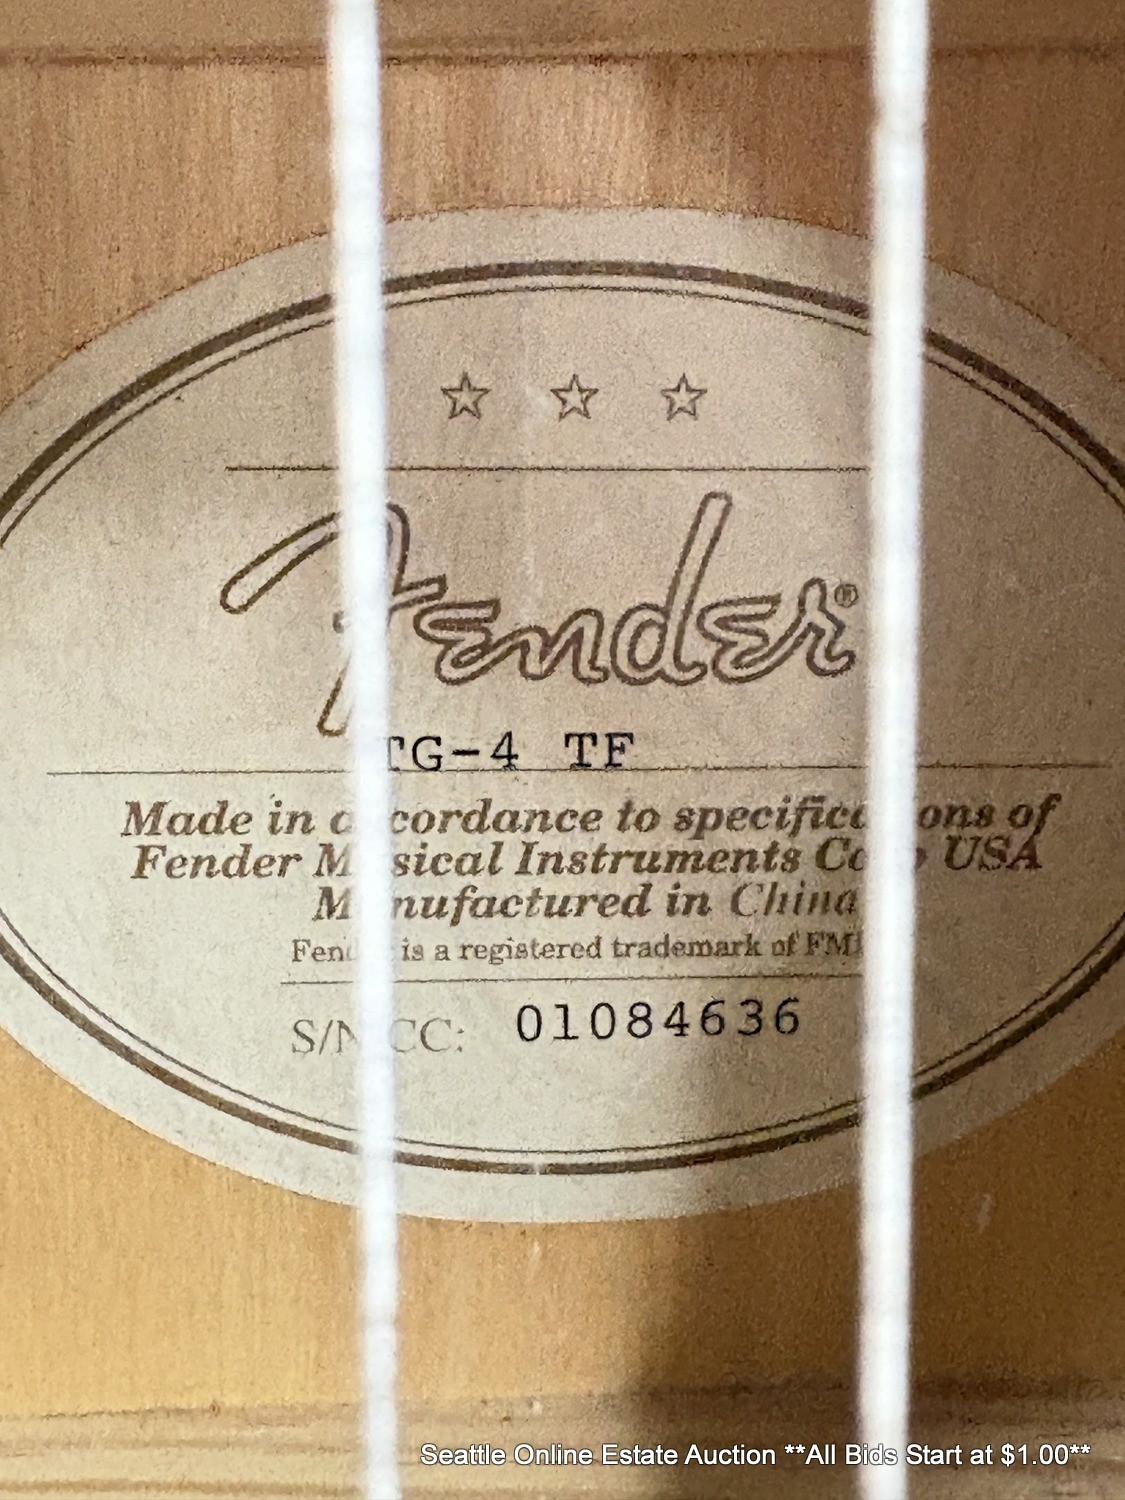 ☆ ☆ ☆
Fender®
TG-4 TF
Made in accordance to specifications of
Fender Musical Instruments Corp USA
Manufactured in China
Fender is a registered trademark of FMI
S/N CC: 01084636
Seattle Online Estate Auction **All Bids Start at $1.00**